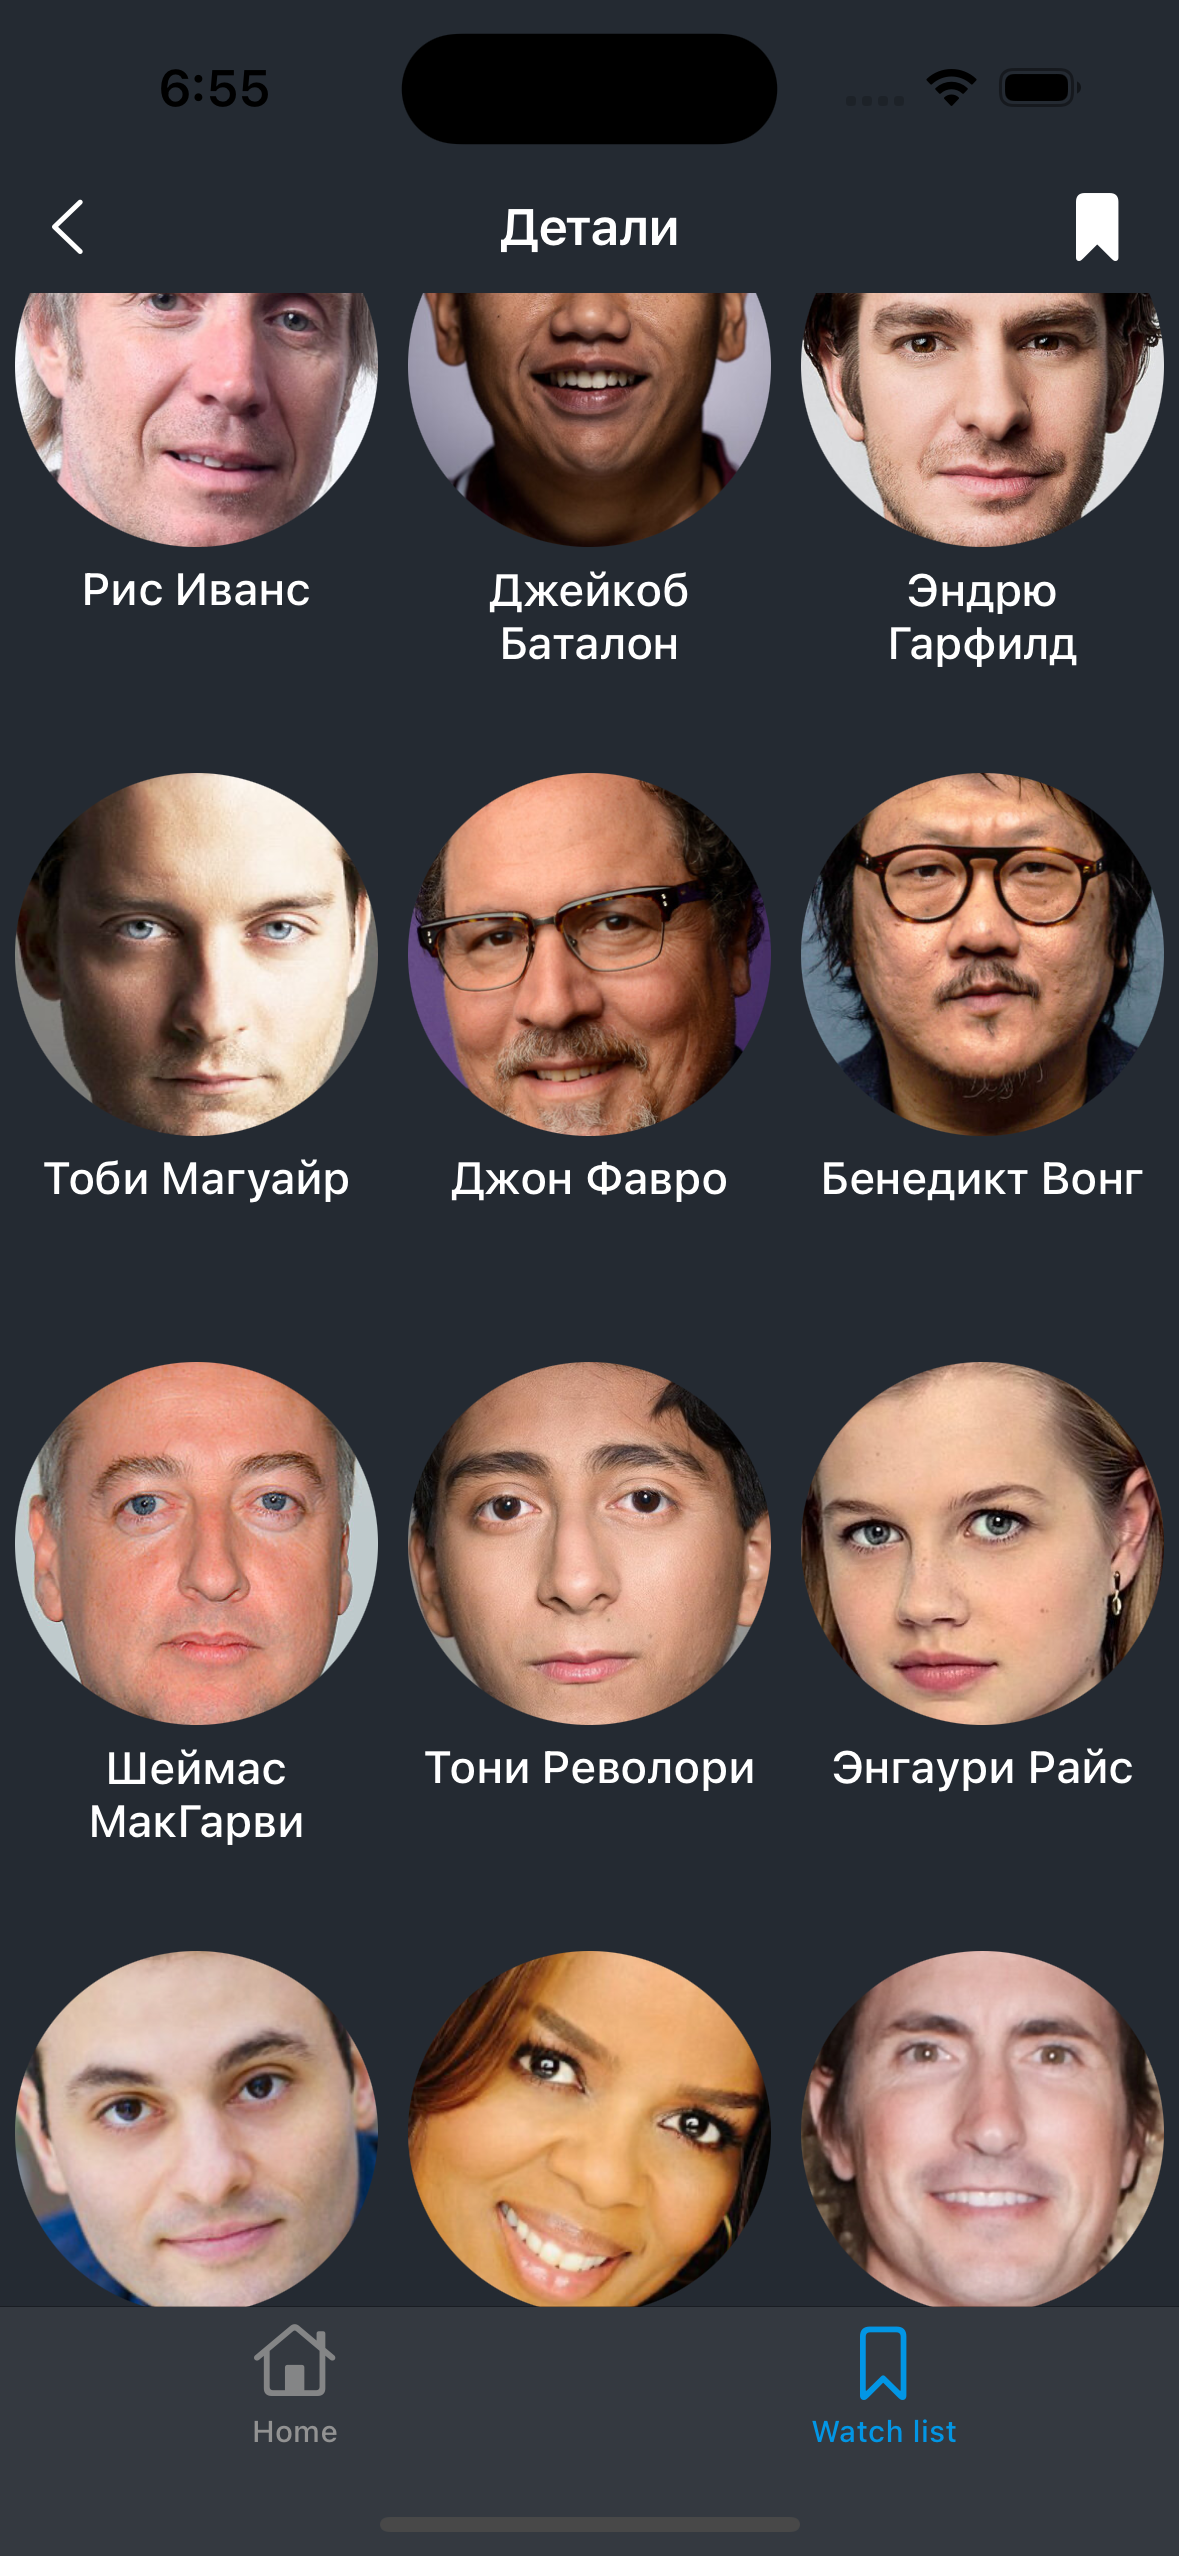 6:55
Детали
Рис Иванс
Джейкоб
Баталон
Эндрю
Гарфилд
Тоби Магуайр
Джон Фавро
Бенедикт Вонг
Шеймас
МакГарви
Тони Револори
Энгаури Райс
Home
Watch list